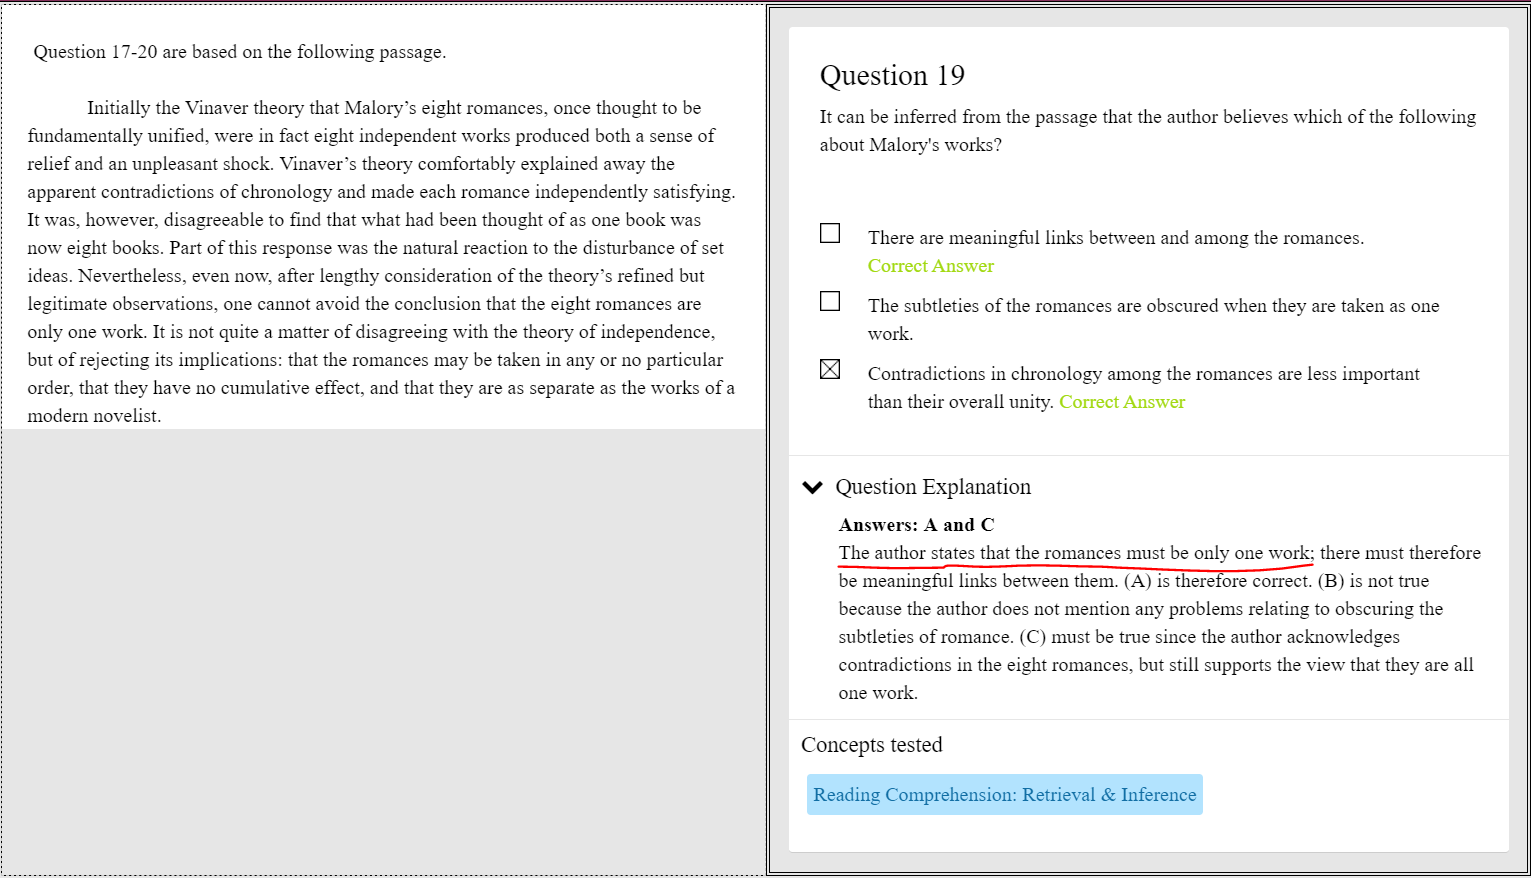 Question 17-20 are based on the following passage.
Initially the Vinaver theory that Malory’s eight romances, once thought to be
fundamentally unified, were in fact eight independent works produced both a sense of
relief and an unpleasant shock. Vinaver’s theory comfortably explained away the
apparent contradictions of chronology and made each romance independently satisfying.
It was, however, disagreeable to find that what had been thought of as one book was
now eight books. Part of this response was the natural reaction to the disturbance of set
ideas. Nevertheless, even now, after lengthy consideration of the theory’s refined but
legitimate observations, one cannot avoid the conclusion that the eight romances are
only one work. It is not quite a matter of disagreeing with the theory of independence,
but of rejecting its implications: that the romances may be taken in any or no particular
order, that they have no cumulative effect, and that they are as separate as the works of a
modern novelist.
Question 19
It can be inferred from the passage that the author believes which of the following
about Malory's works?
There are meaningful links between and among the romances.
Correct Answer
The subtleties of the romances are obscured when they are taken as one
work.
Contradictions in chronology among the romances are less important
than their overall unity. Correct Answer
Question Explanation
Answers: A and C
The author states that the romances must be only one work; there must therefore
be meaningful links between them. (A) is therefore correct. (B) is not true
because the author does not mention any problems relating to obscuring the
subtleties of romance. (C) must be true since the author acknowledges
contradictions in the eight romances, but still supports the view that they are all
one work.
Concepts tested
Reading Comprehension: Retrieval & Inference